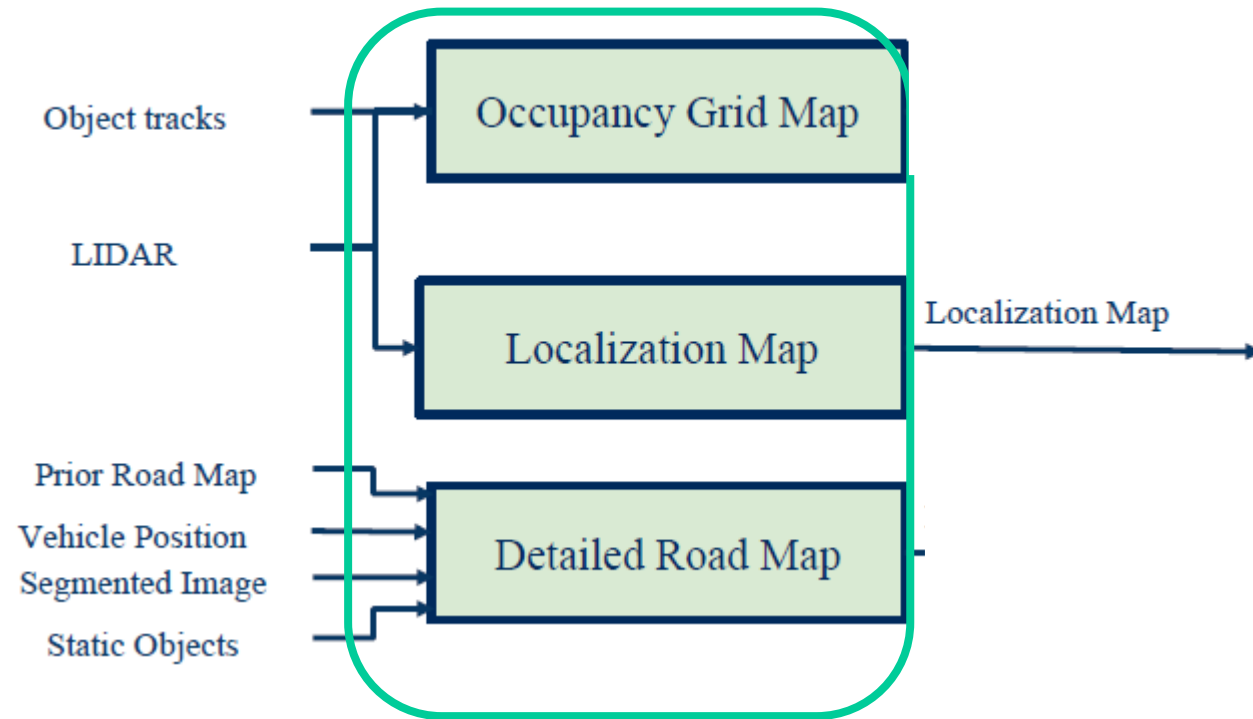 Object tracks
Occupancy Grid Map
LIDAR
Localization Map
Localization Map
Prior Road Map
Vehicle Position
Detailed Road Map
Segmented Image
Static Objects